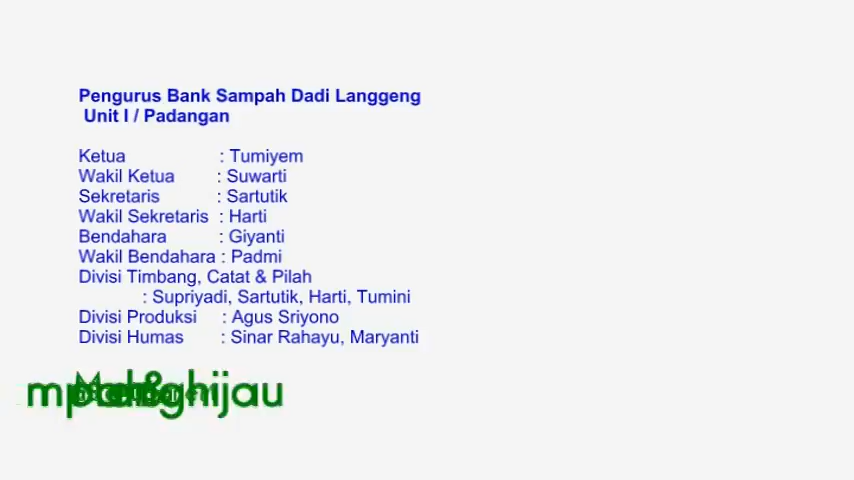 Pengurus Bank Sampah Dadi Langgeng
Unit I / Padangan
Ketua : Tumiyem
Wakil Ketua : Suwarti
Sekretaris : Sartutik
Wakil Sekretaris : Harti
Bendahara : Giyanti
Wakil Bendahara : Padmi
Divisi Timbang, Catat & Pilah
: Supriyadi, Sartutik, Harti, Tumini
Divisi Produksi : Agus Sriyono
Divisi Humas : Sinar Rahayu, Maryanti